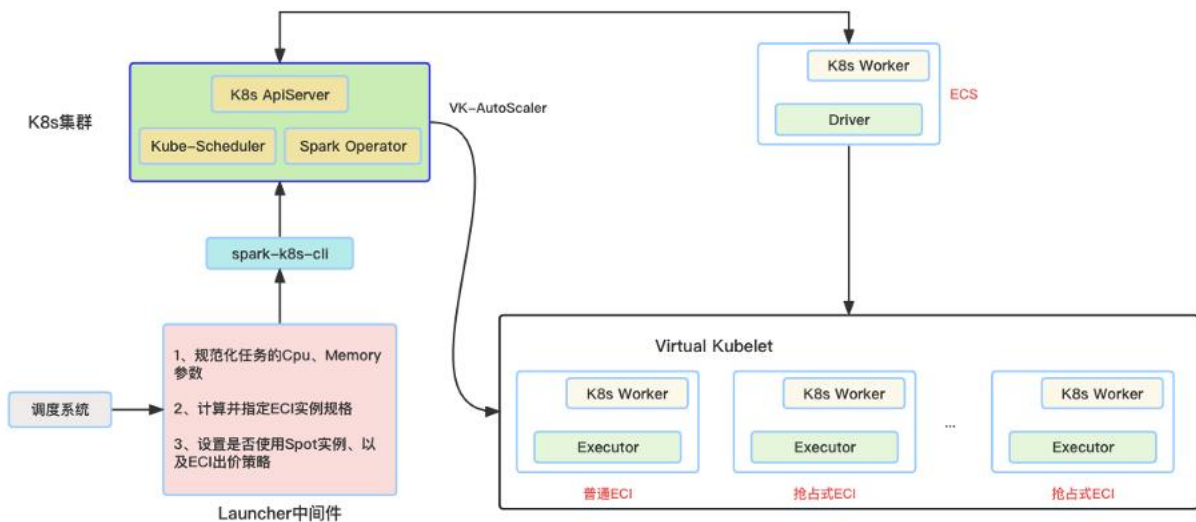 K8s Worker
K8s ApiServer
ECS
VK-AutoScaler
K8s集群
Driver
Kube-Scheduler
Spark Operator
spark-k8s-cli
1、规范化任务的Cpu、Memory
参数
2、计算并指定ECI实例规格
3、设置是否使用Spot实例、以
及ECI出价策略
调度系统
Launcher中间件
Virtual Kubelet
K8s Worker
K8s Worker
K8s Worker
...
Executor
Executor
Executor
普通ECI
抢占式ECI
抢占式ECI